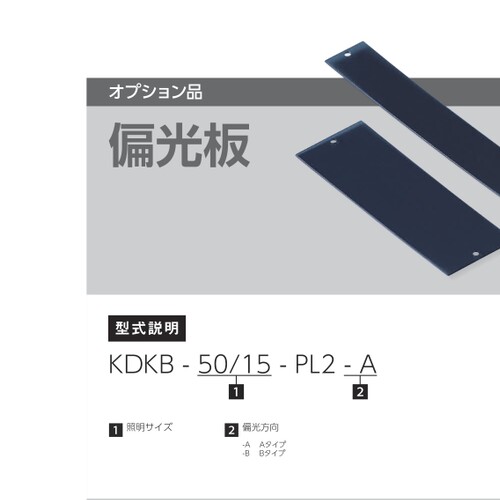 オプション品
偏光板
型式説明
KDKB - 50/15 - PL2 - A
1 2
1 照明サイズ 2 偏光方向
-A Aタイプ
-B Bタイプ